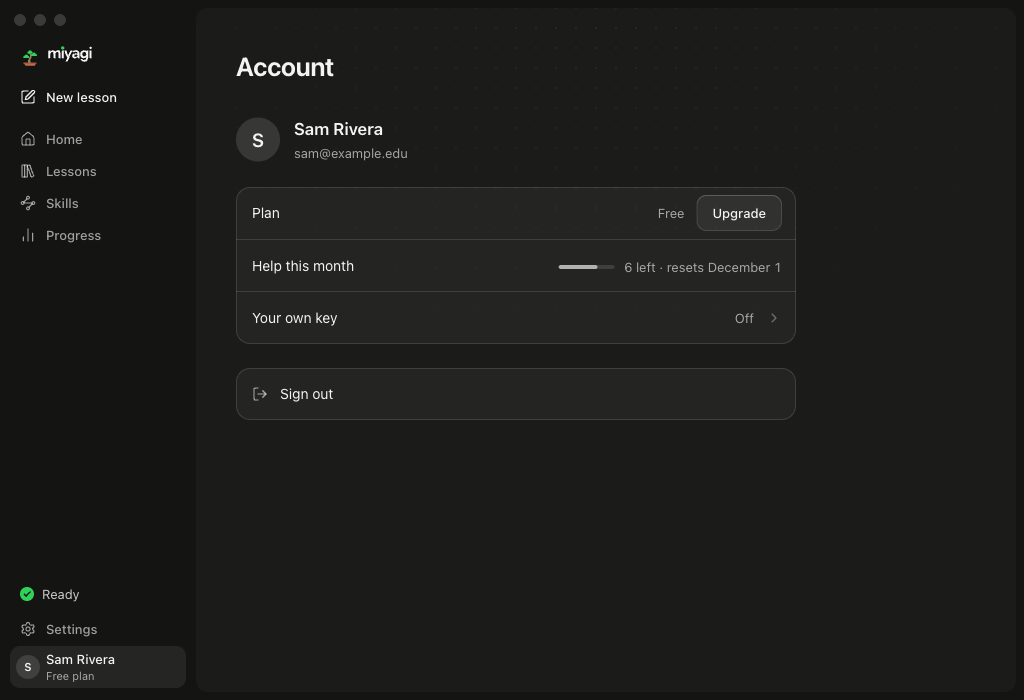 miyagi
New lesson
Home
Lessons
Skills
Progress
Ready
Settings
S
Sam Rivera
Free plan
Account
S
Sam Rivera
sam@example.edu
Plan
Free
Upgrade
Help this month
6 left · resets December 1
Your own key
Off
Sign out